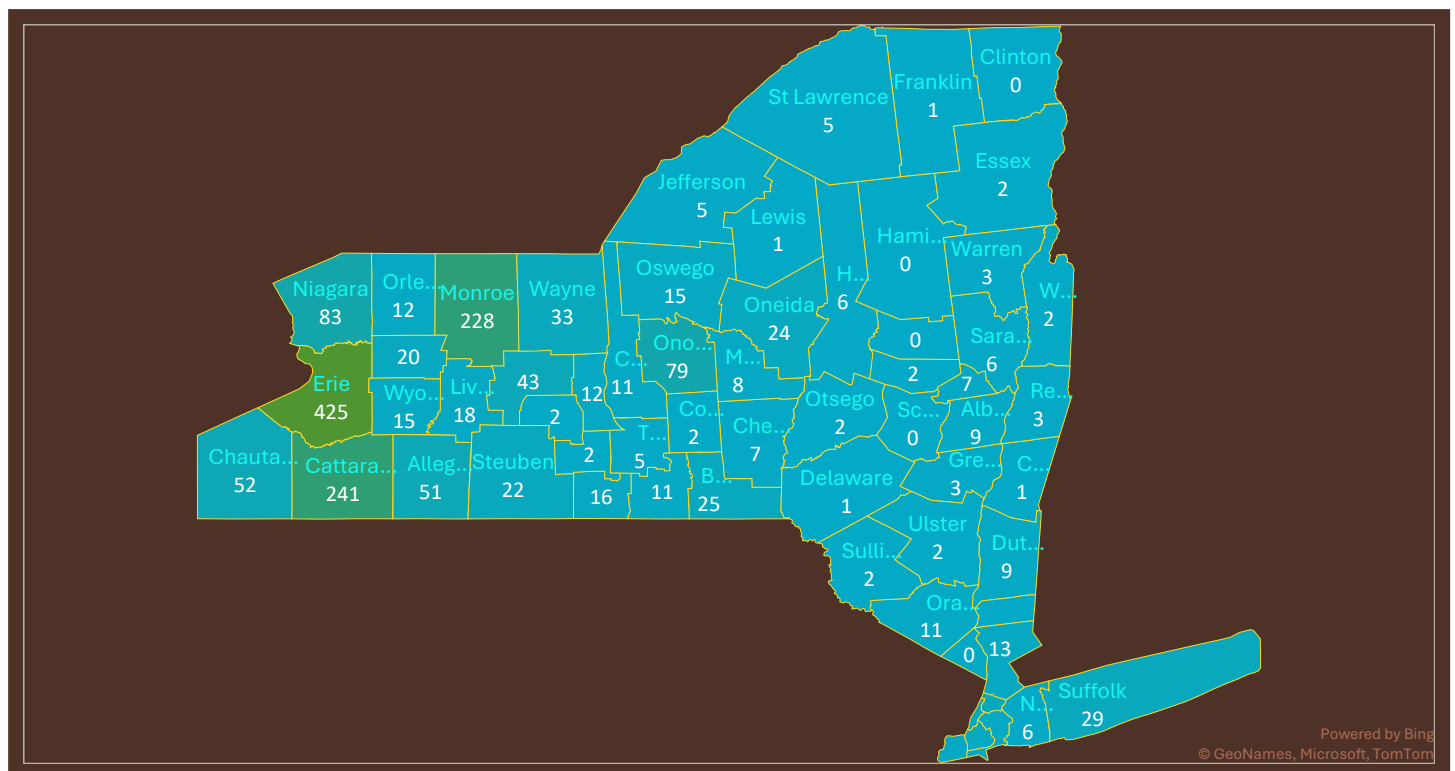 Clinton
0
Franklin
1
St Lawrence
5
Essex
2
Jefferson
5
Lewis
1
Hami...
0
Warren
3
H...
6
W...
2
Oswego
15
Oneida
24
Niagara
83
Orle...
12
Monroe
228
Wayne
33
0
Sara...
6
Ono...
79
M...
8
C...
11
20
Erie
425
Wyo...
15
Liv...
18
43
12
2
2
7
Re...
3
Otsego
2
Sc...
0
Alb...
9
Co...
2
Che...
7
T...
5
Chauta...
52
Cattara...
241
Alleg...
51
Steuben
22
2
16
11
B...
25
Delaware
1
Gre...
3
C...
1
Ulster
2
Dut...
9
Sulli...
2
Ora...
11
0
13
N...
6
Suffolk
29
Powered by Bing
© GeoNames, Microsoft, TomTom